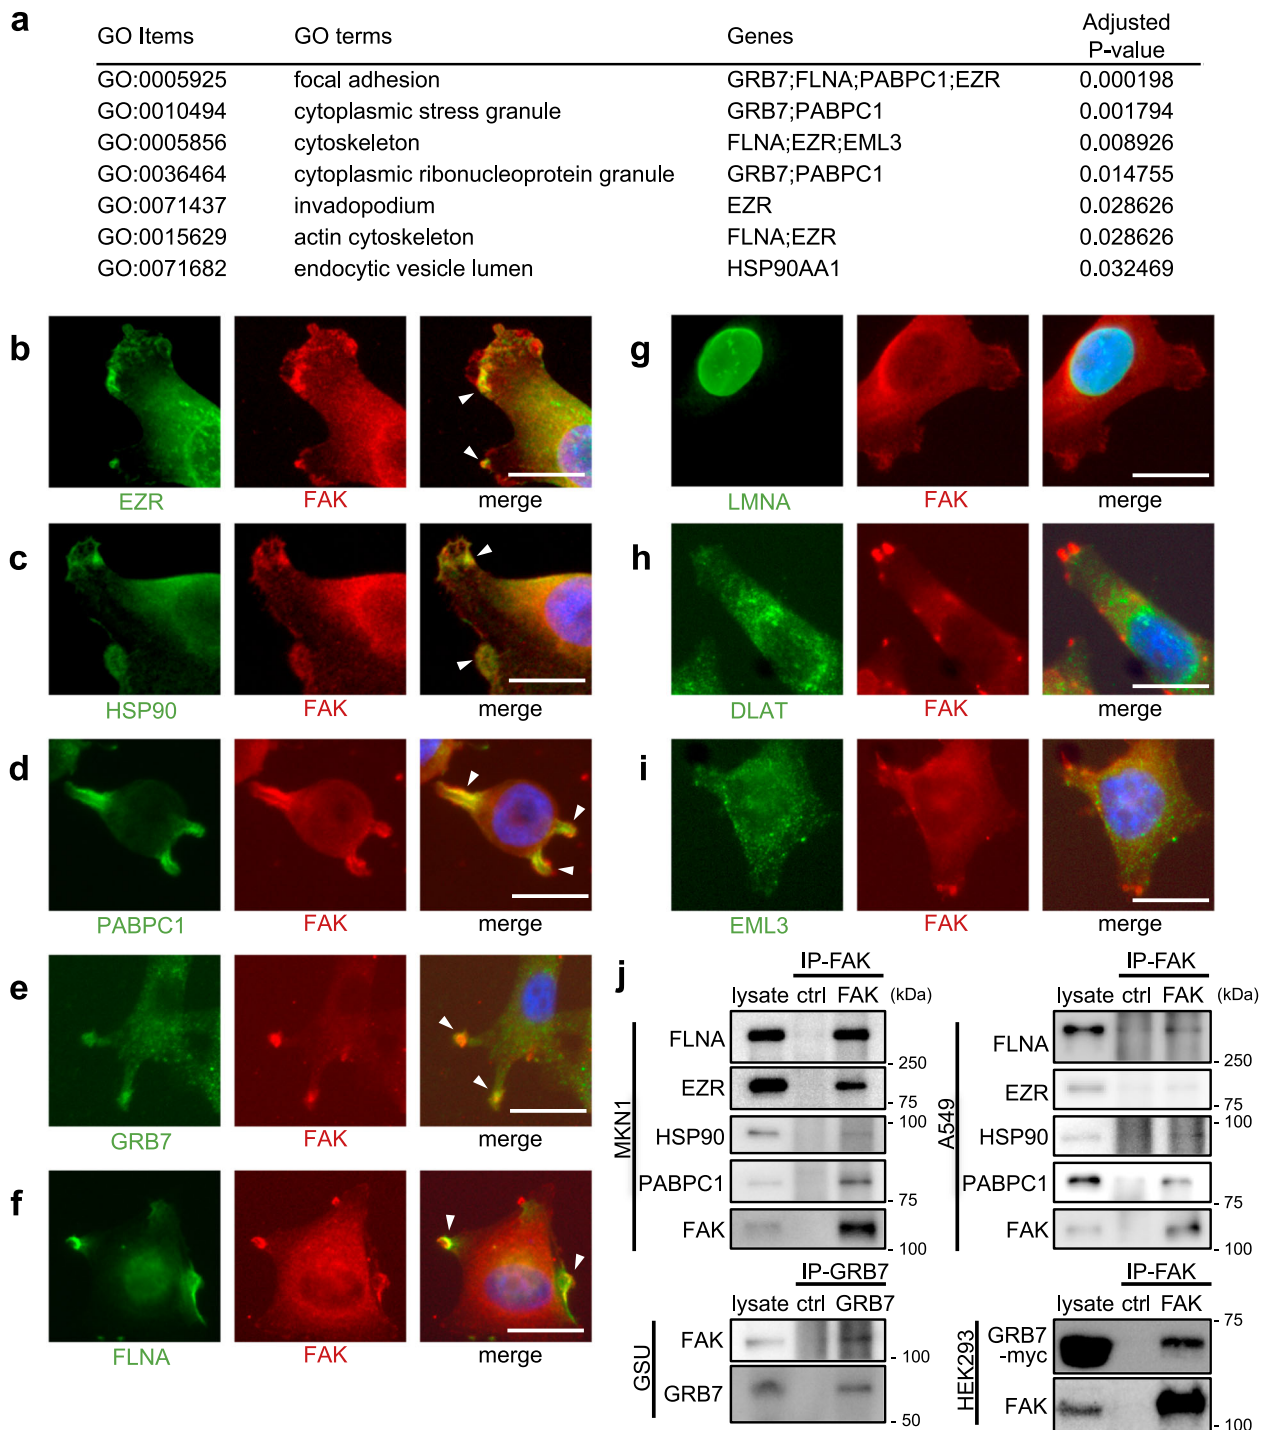 a
GO Items GO terms Genes Adjusted P-value
GO:0005925 focal adhesion GRB7;FLNA;PABPC1;EZR 0.000198
GO:0010494 cytoplasmic stress granule GRB7;PABPC1 0.001794
GO:0005856 cytoskeleton FLNA;EZR;EML3 0.008926
GO:0036464 cytoplasmic ribonucleoprotein granule GRB7;PABPC1 0.014755
GO:0071437 invadopodium EZR 0.028626
GO:0015629 actin cytoskeleton FLNA;EZR 0.028626
GO:0071682 endocytic vesicle lumen HSP90AA1 0.032469
b
EZR FAK merge
c
HSP90 FAK merge
d
PABPC1 FAK merge
e
GRB7 FAK merge
f
FLNA FAK merge
g
LMNA FAK merge
h
DLAT FAK merge
i
EML3 FAK merge
j
IP-FAK
lysate ctrl FAK (kDa)
MKN1
FLNA
- 250
EZR
- 75
- 100
HSP90
PABPC1
- 75
FAK
- 100
IP-FAK
lysate ctrl FAK (kDa)
A549
FLNA
- 250
EZR
- 75
- 100
HSP90
PABPC1
- 75
FAK
- 100
IP-GRB7
lysate ctrl GRB7
GSU
FAK
- 100
GRB7
- 50
IP-FAK
lysate ctrl FAK
- 75
HEK293
GRB7
-myc
FAK
- 100